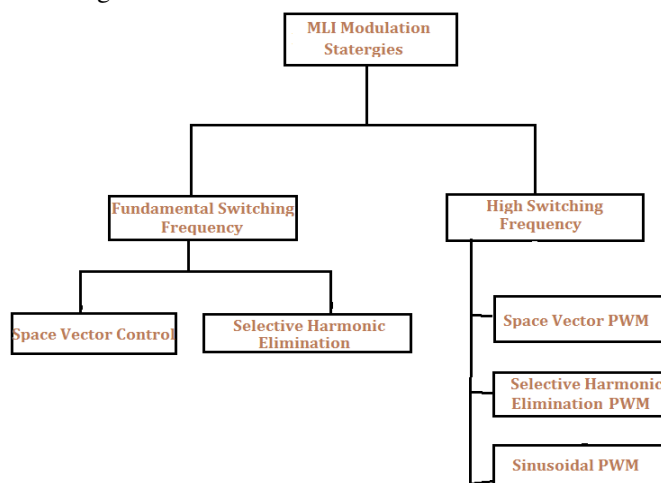 MLI Modulation
Statergies
Fundamental Switching
Frequency
High Switching
Frequency
Space Vector Control
Selective Harmonic
Elimination
Space Vector PWM
Selective Harmonic
Elimination PWM
Sinusoidal PWM